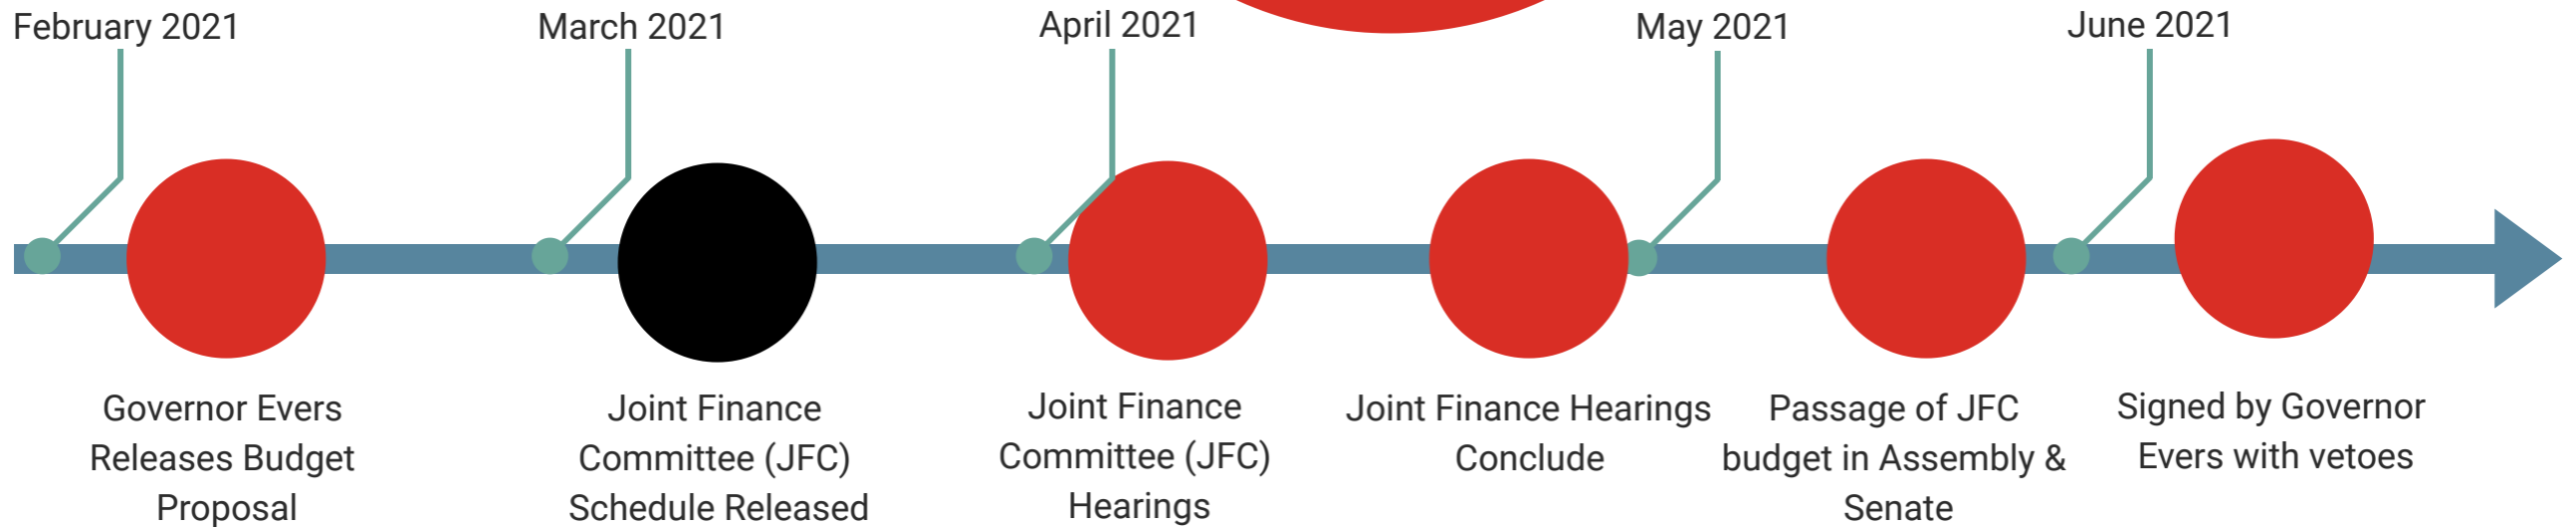 February 2021
March 2021
April 2021
May 2021
June 2021
Governor Evers
Releases Budget
Proposal
Joint Finance
Committee (JFC)
Schedule Released
Joint Finance
Committee (JFC)
Hearings
Joint Finance Hearings
Conclude
Passage of JFC
budget in Assembly &
Senate
Signed by Governor
Evers with vetoes